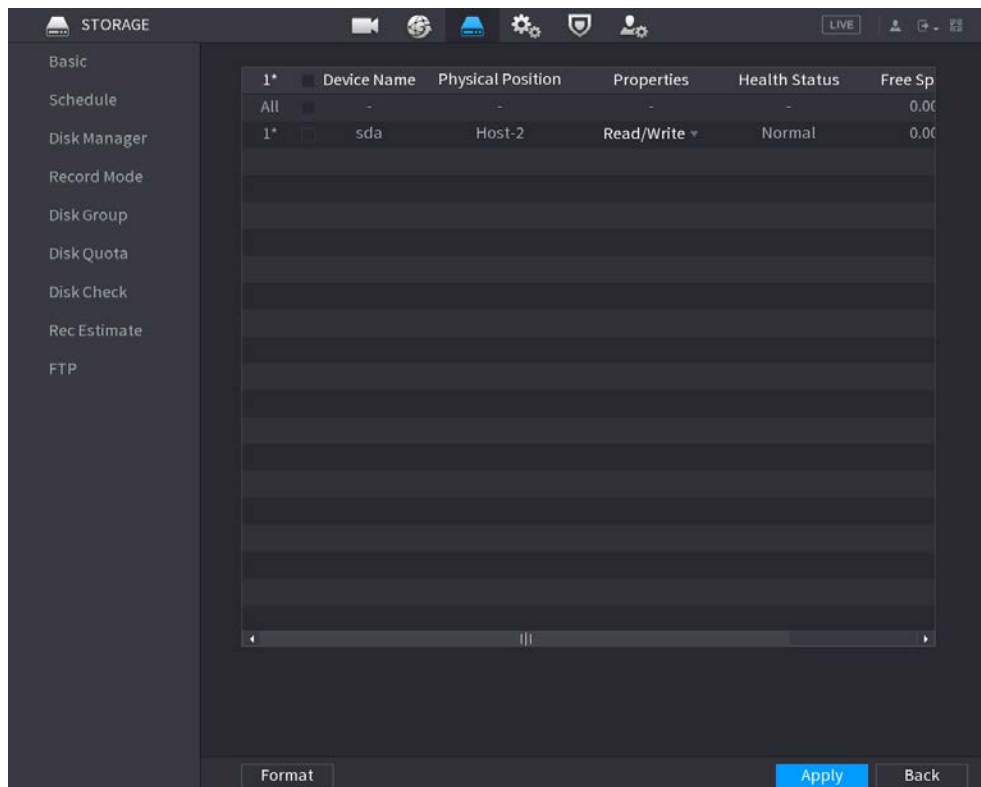 STORAGE LIVE
Basic
Schedule
Disk Manager
Record Mode
Disk Group
Disk Quota
Disk Check
Rec Estimate
FTP
1* Device Name Physical Position Properties Health Status Free Sp
All - - - - 0.00
1* sda Host-2 Read/Write Normal 0.00
Format Apply Back